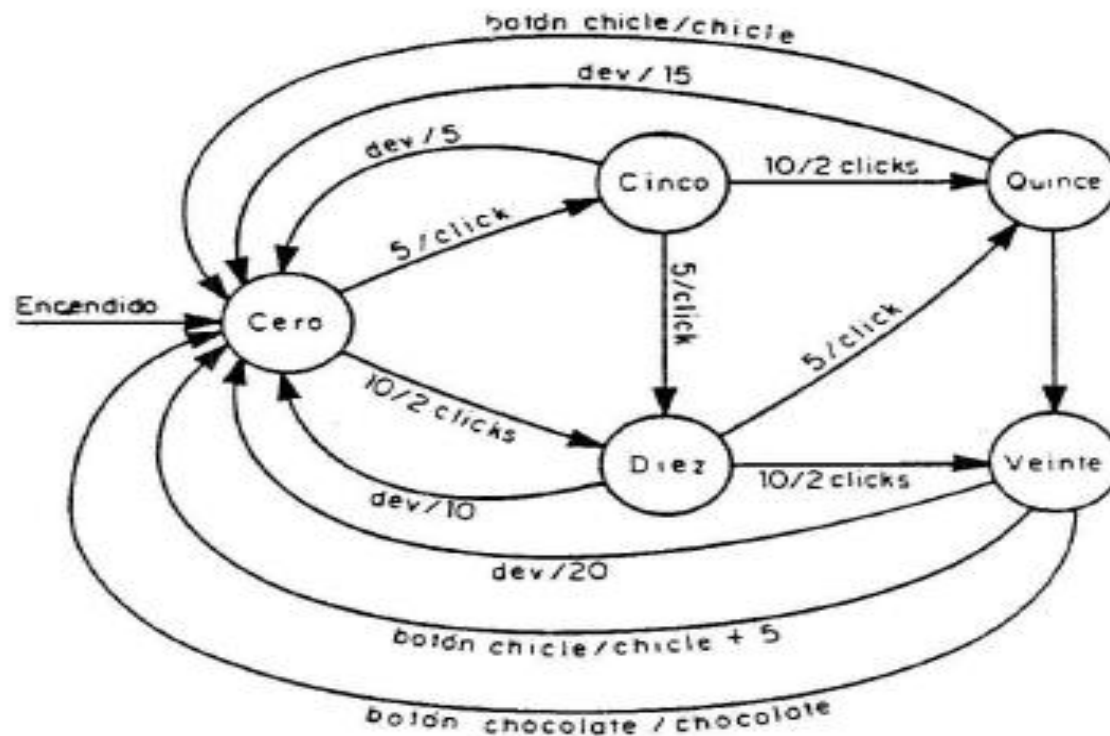 botón chicle/chicle
dev/15
dev/5
Cinco
10/2 clicks
Quince
5/click
5/click
Encendido
Cero
5/click
10/2 clicks
Diez
10/2 clicks
Veinte
dev/10
dev/20
botón chicle/chicle + 5
botón chocolate/chocolate